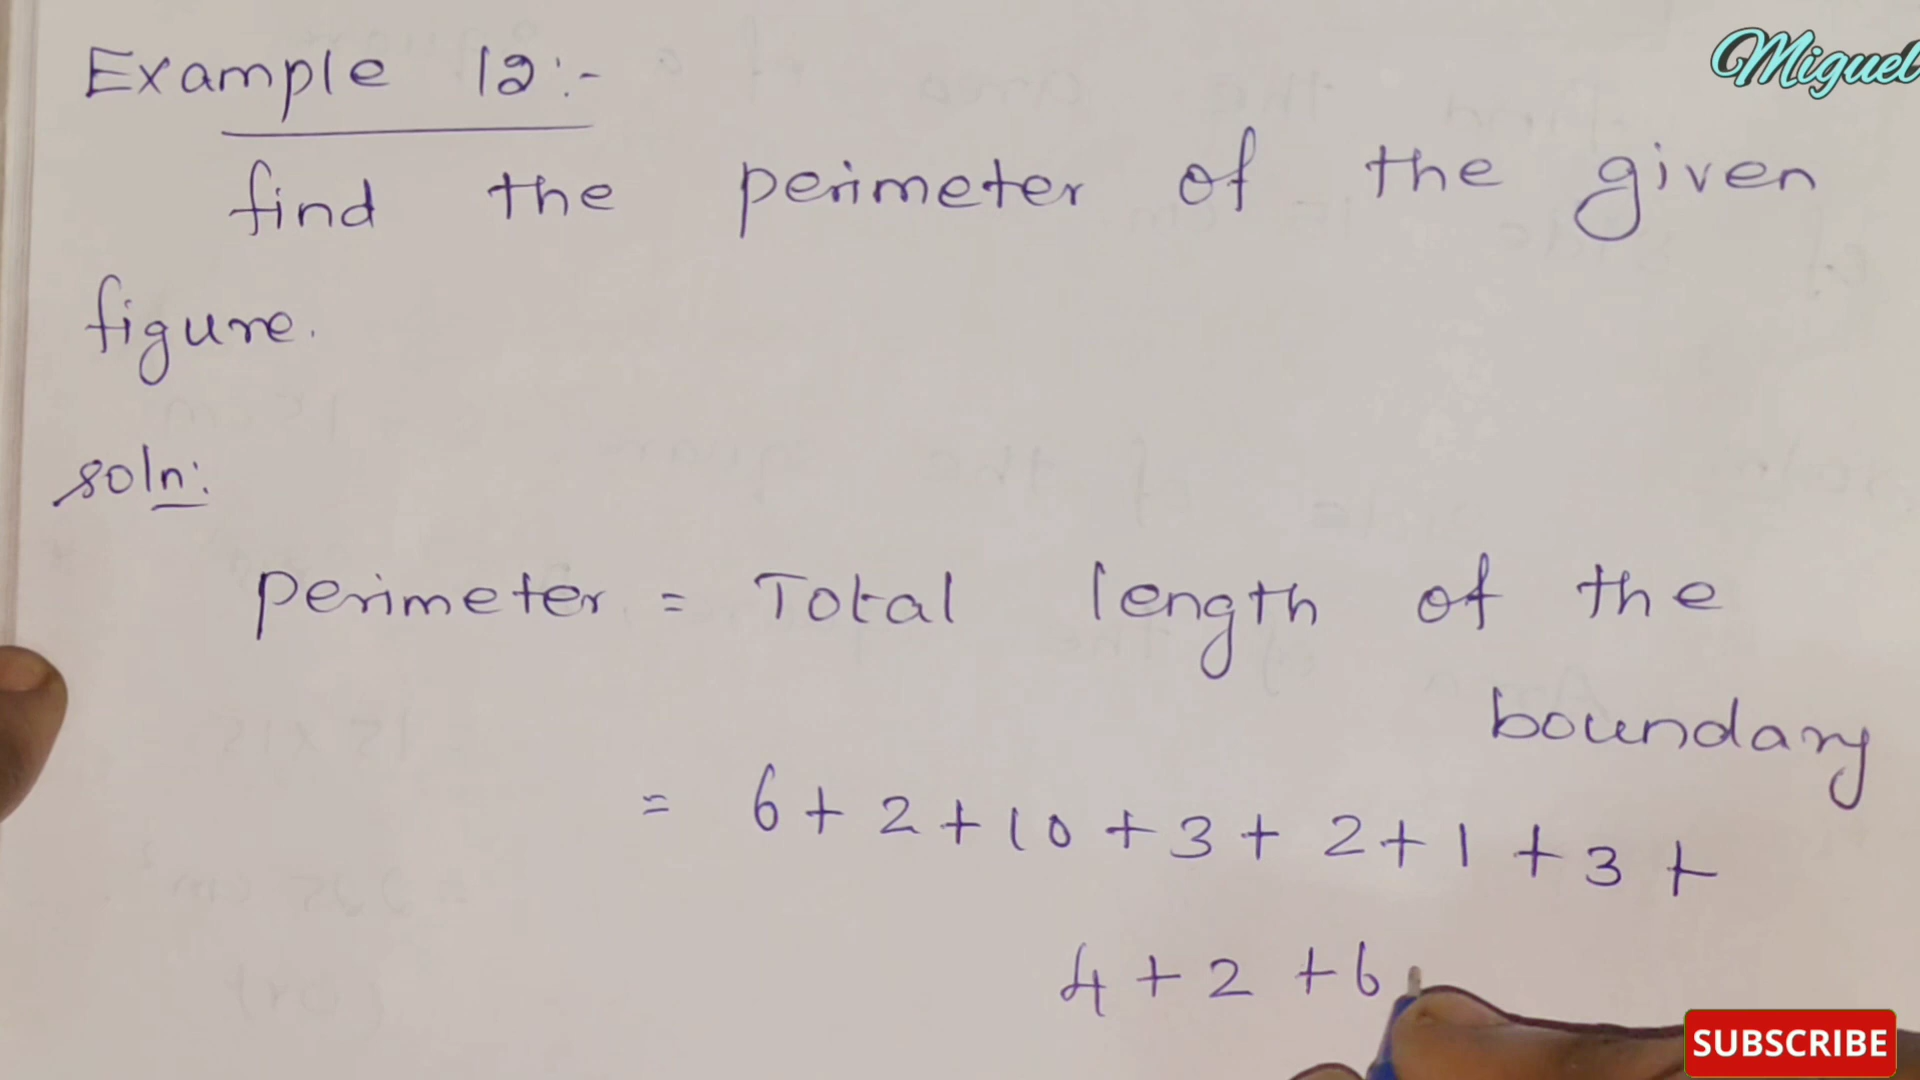 Example 12:-
Miguel
find the perimeter of the given
figure.
soln:
perimeter = Total length of the
boundary
= 6 + 2 + 10 + 3 + 2 + 1 + 3 +
4 + 2 + 6
SUBSCRIBE